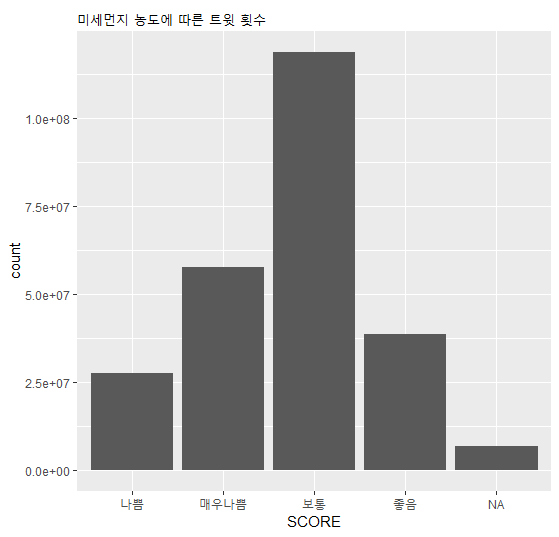 미세먼지 농도에 따른 트윗 횟수
count
1.0e+08
7.5e+07
5.0e+07
2.5e+07
0.0e+00
나쁨 매우나쁨 보통 좋음 NA
SCORE